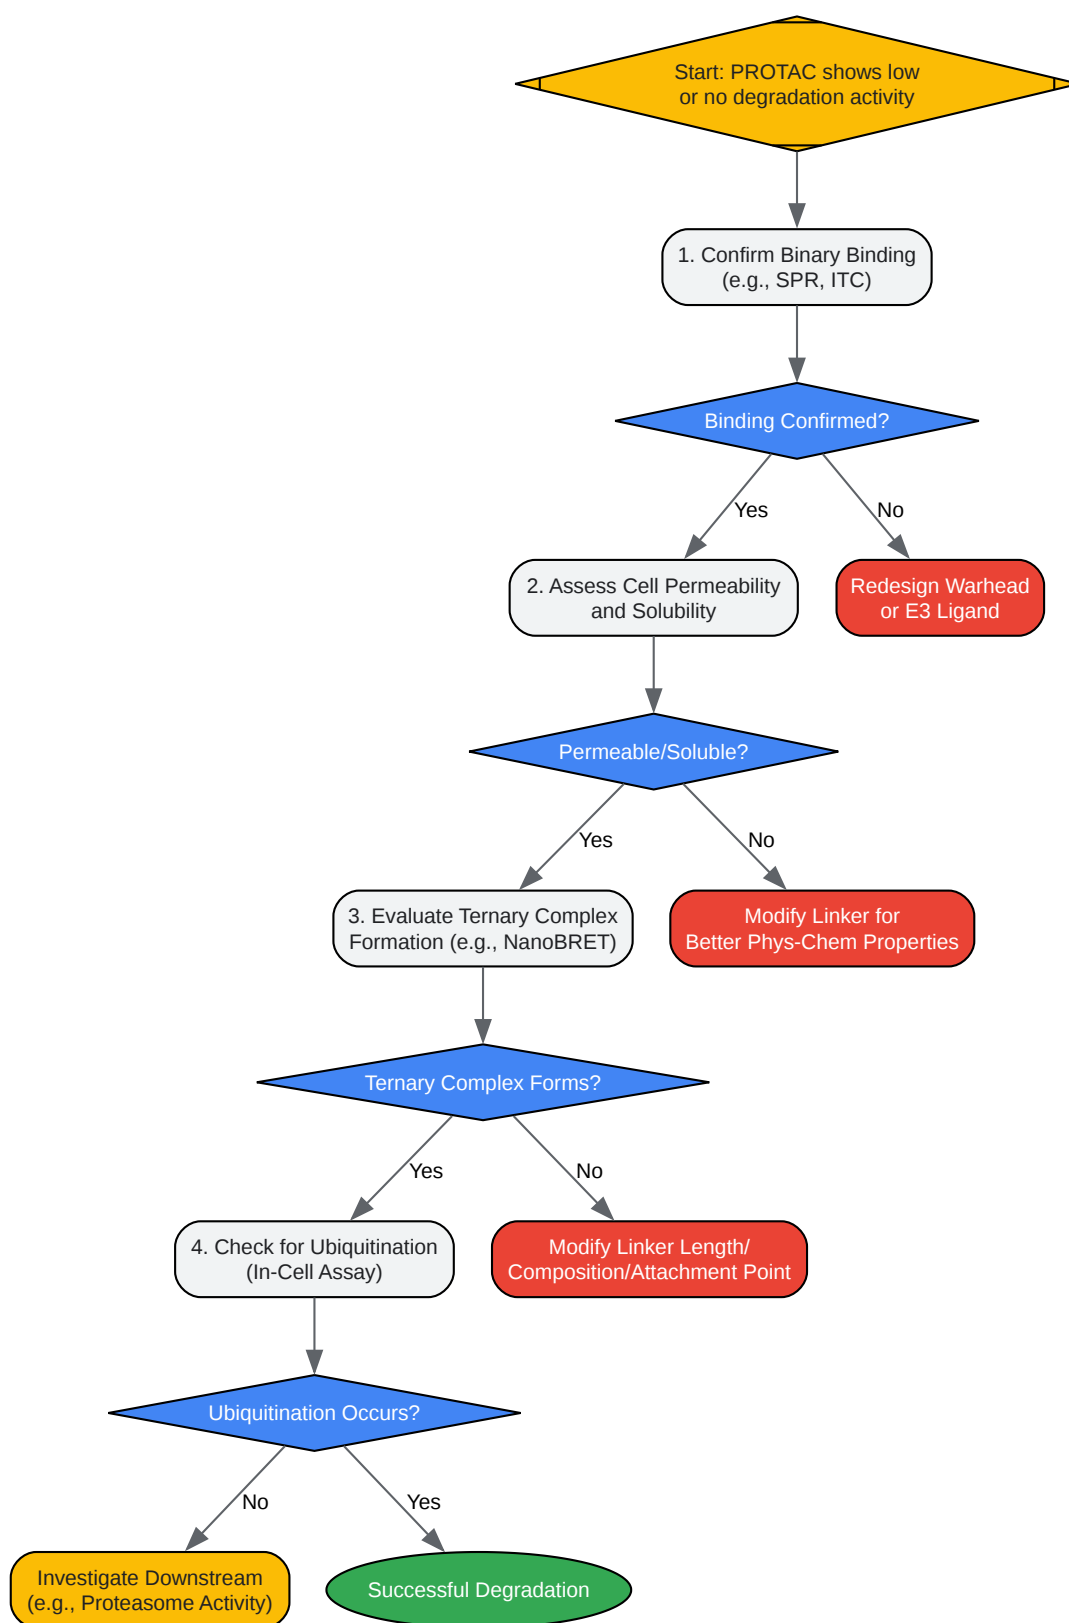 Start: PROTAC shows low
or no degradation activity
1. Confirm Binary Binding
(e.g., SPR, ITC)
Binding Confirmed?
Yes
No
2. Assess Cell Permeability
and Solubility
Redesign Warhead
or E3 Ligand
Permeable/Soluble?
Yes
No
3. Evaluate Ternary Complex
Formation (e.g., NanoBRET)
Modify Linker for
Better Phys-Chem Properties
Ternary Complex Forms?
Yes
No
4. Check for Ubiquitination
(In-Cell Assay)
Modify Linker Length/
Composition/Attachment Point
Ubiquitination Occurs?
No
Yes
Investigate Downstream
(e.g., Proteasome Activity)
Successful Degradation